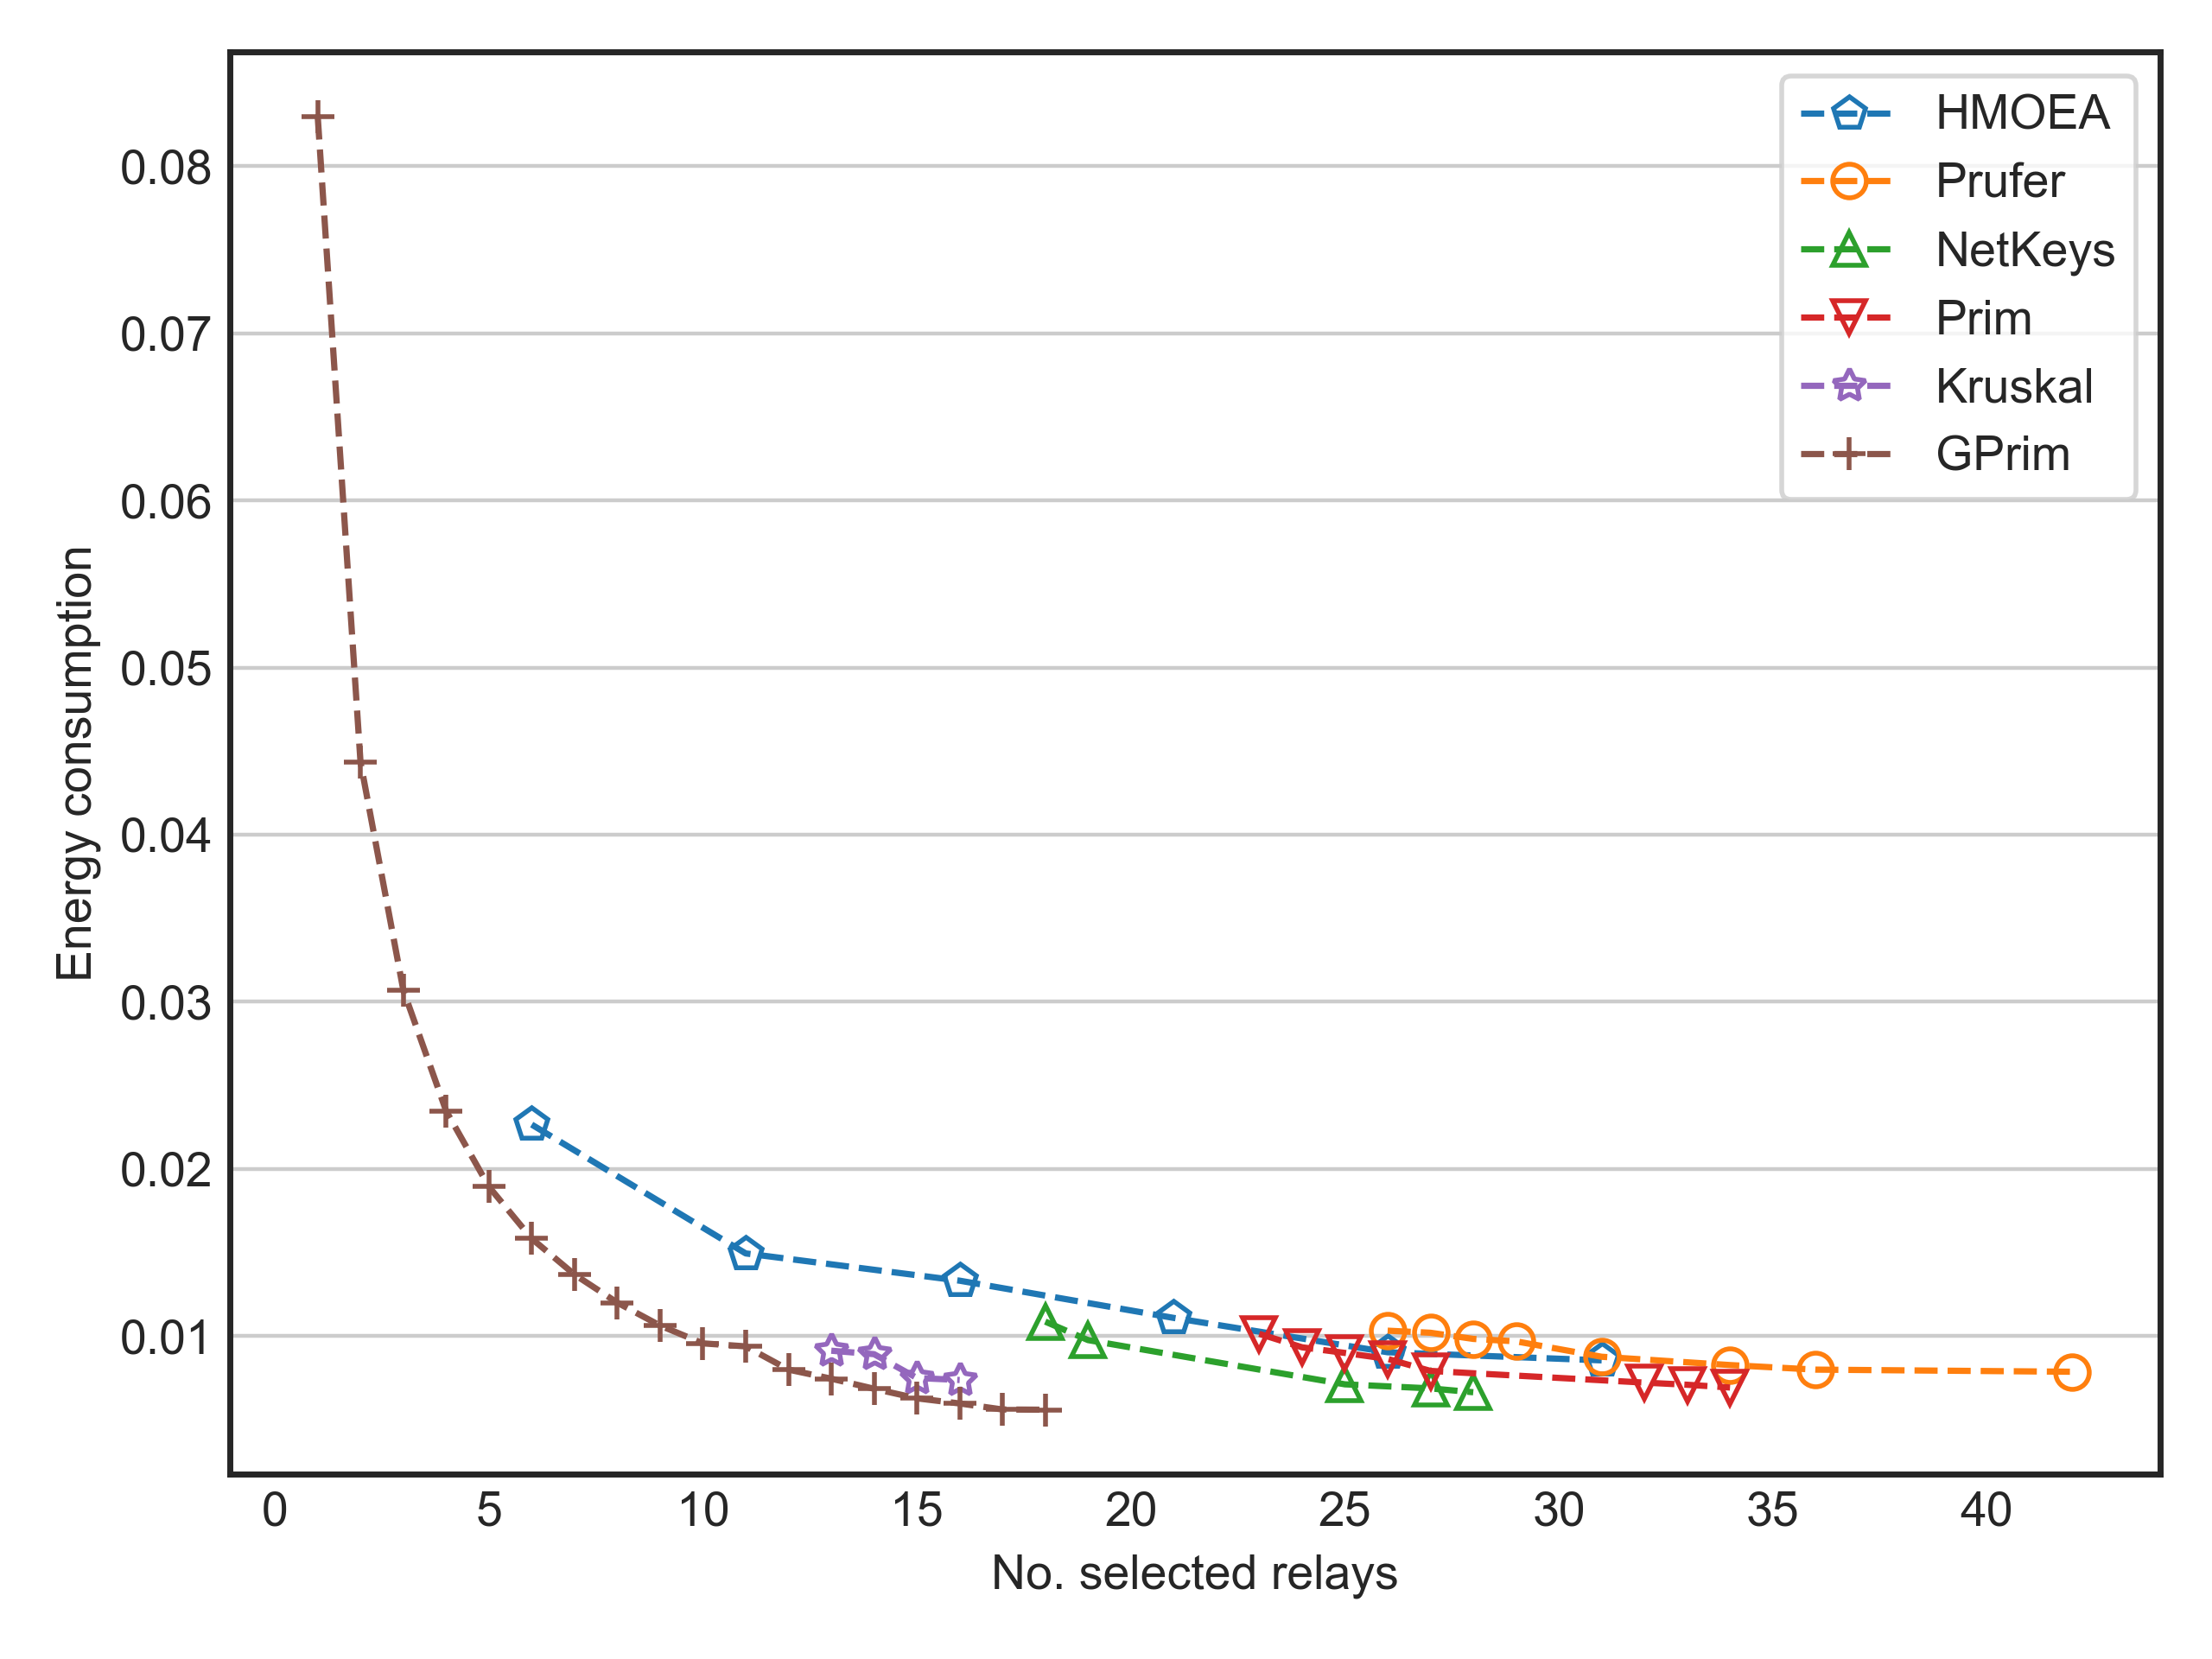 HMOEA
Prufer
NetKeys
Prim
Kruskal
GPrim
0.08
0.07
0.06
0.05
0.04
0.03
0.02
0.01
Energy consumption
0 5 10 15 20 25 30 35 40
No. selected relays